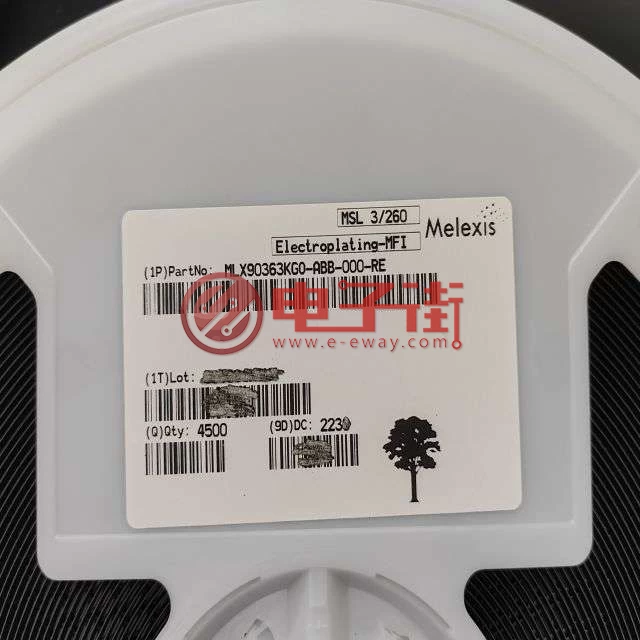 MSL 3/260
Melexis
Electroplating-MFI
(1P)PartNo: MLX90363KGO-ABB-000-RE
电子街
www.e-eway.com
(1T)Lot:
(Q)Qty: 4500
(9D)DC: